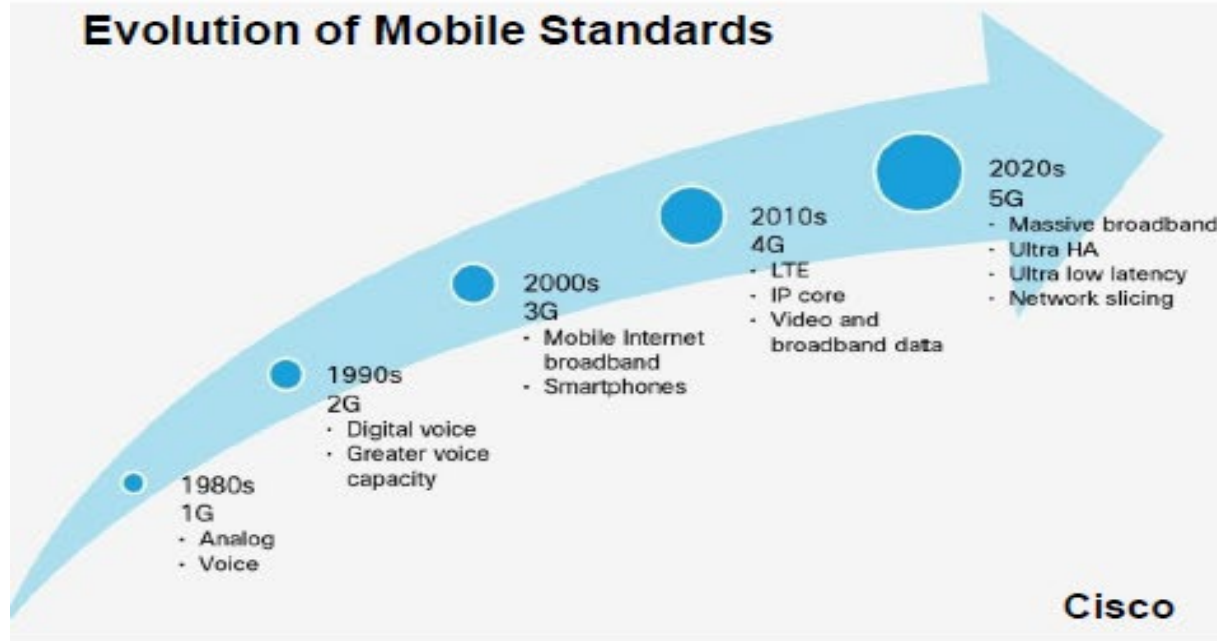 Evolution of Mobile Standards
1980s
1G
· Analog
· Voice
1990s
2G
· Digital voice
· Greater voice
capacity
2000s
3G
· Mobile Internet
broadband
· Smartphones
2010s
4G
· LTE
· IP core
· Video and
broadband data
2020s
5G
· Massive broadband
· Ultra HA
· Ultra low latency
· Network slicing
Cisco